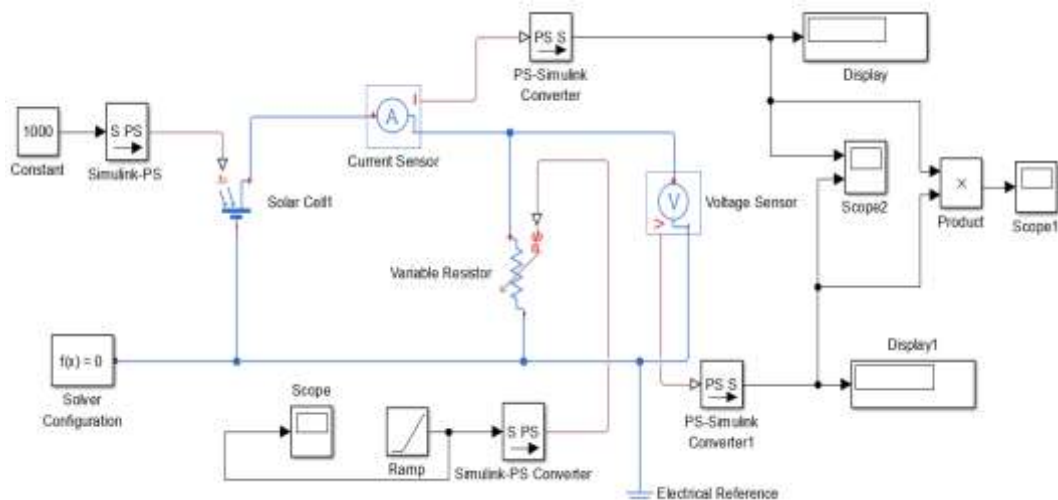 PS S
PS-Simulink
Converter
Display
1000
Constant
S PS
Simulink-PS
A
I
Current Sensor
Solar Cell1
V
V
Voltage Sensor
Scope2
×
Product
Scope1
PS
Variable Resistor
f(x) = 0
Solver
Configuration
Scope
Ramp
S PS
Simulink-PS Converter
PS S
PS-Simulink
Converter1
Display1
Electrical Reference